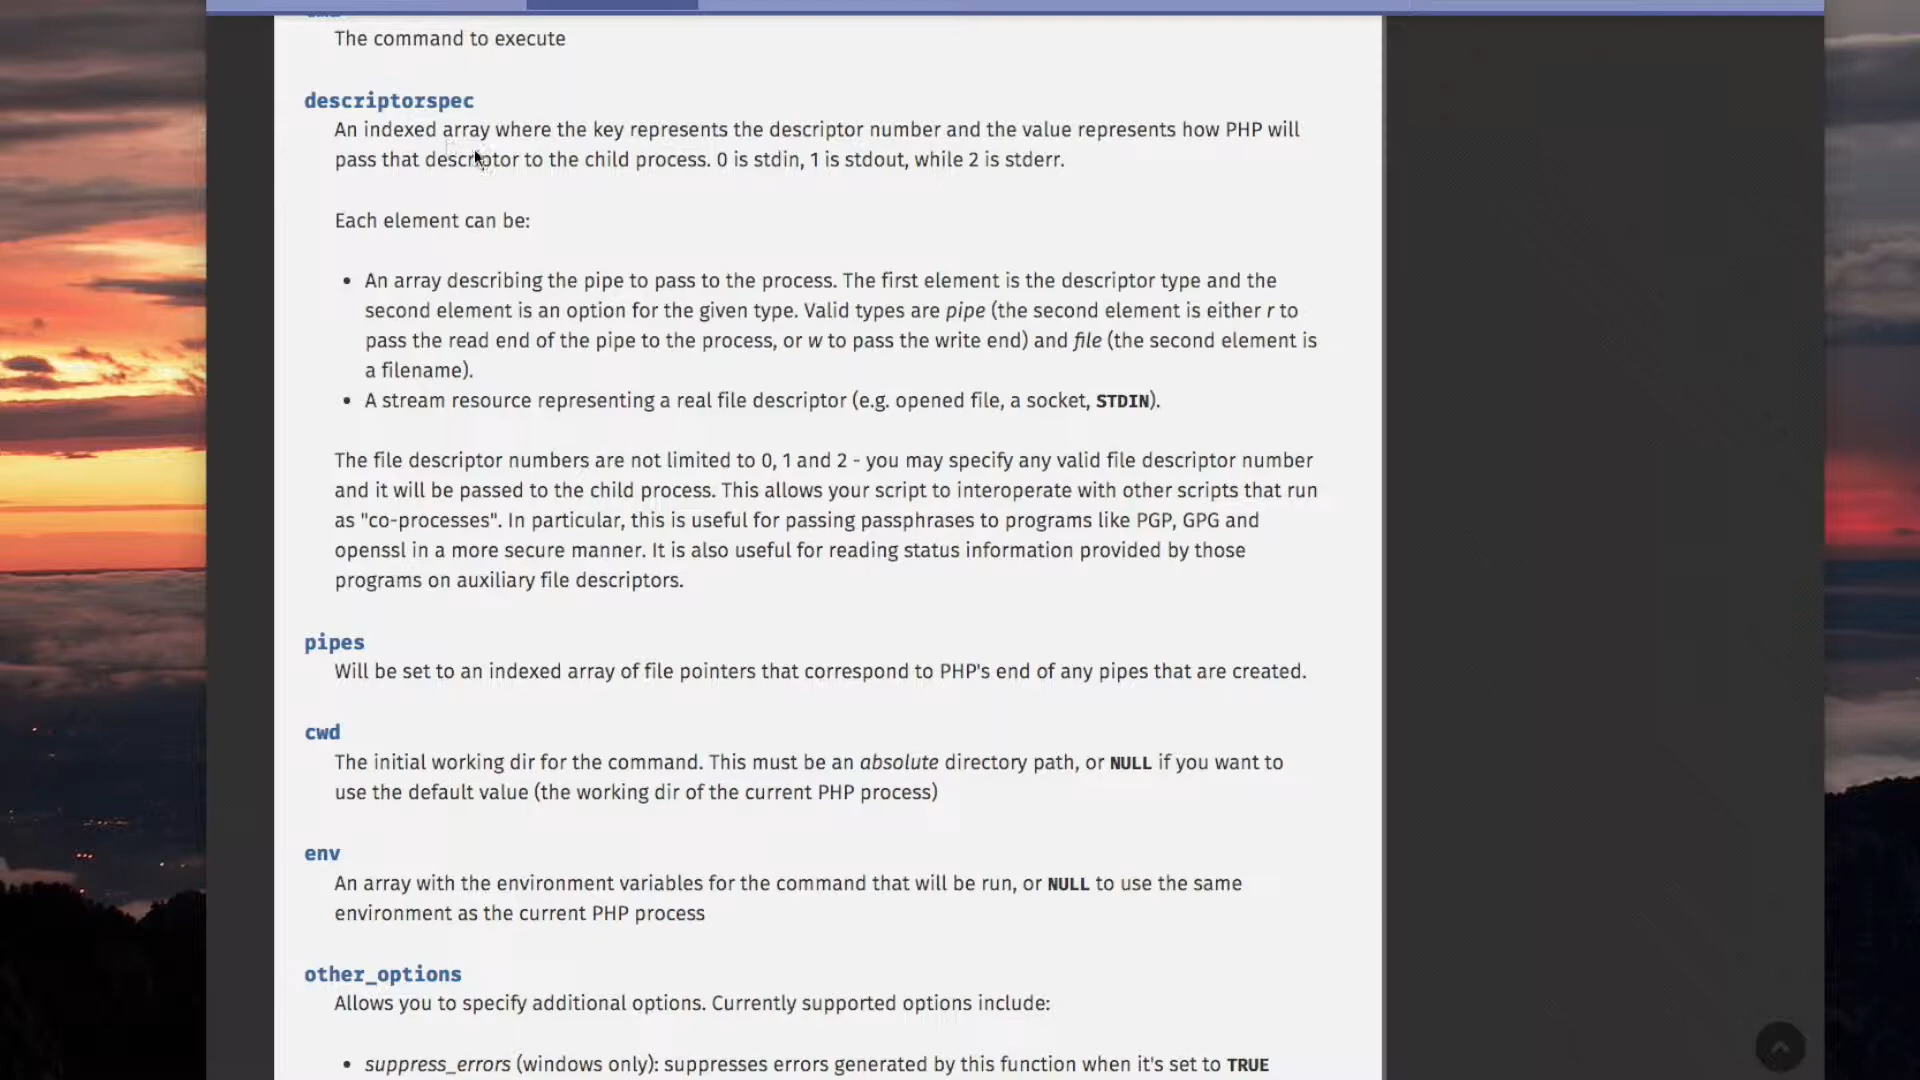 The command to execute
descriptorspec
An indexed array where the key represents the descriptor number and the value represents how PHP will
pass that descriptor to the child process. 0 is stdin, 1 is stdout, while 2 is stderr.
Each element can be:
• An array describing the pipe to pass to the process. The first element is the descriptor type and the
second element is an option for the given type. Valid types are pipe (the second element is either r to
pass the read end of the pipe to the process, or w to pass the write end) and file (the second element is
a filename).
• A stream resource representing a real file descriptor (e.g. opened file, a socket, STDIN).
The file descriptor numbers are not limited to 0, 1 and 2 - you may specify any valid file descriptor number
and it will be passed to the child process. This allows your script to interoperate with other scripts that run
as "co-processes". In particular, this is useful for passing passphrases to programs like PGP, GPG and
openssl in a more secure manner. It is also useful for reading status information provided by those
programs on auxiliary file descriptors.
pipes
Will be set to an indexed array of file pointers that correspond to PHP's end of any pipes that are created.
cwd
The initial working dir for the command. This must be an absolute directory path, or NULL if you want to
use the default value (the working dir of the current PHP process)
env
An array with the environment variables for the command that will be run, or NULL to use the same
environment as the current PHP process
other_options
Allows you to specify additional options. Currently supported options include:
• suppress_errors (windows only): suppresses errors generated by this function when it's set to TRUE